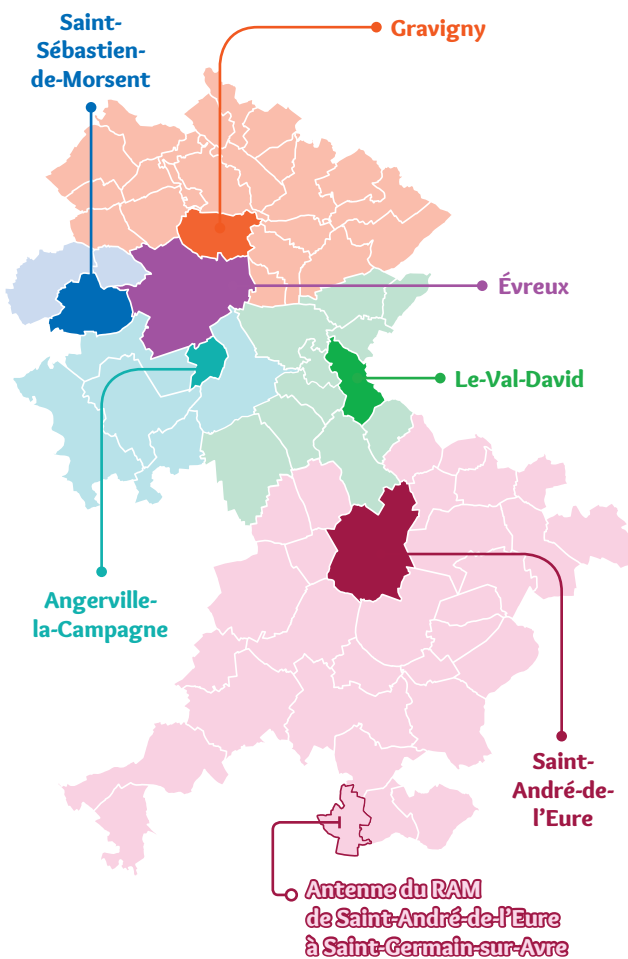 Saint-
Sébastien-
de-Morsent
Gravigny
Évreux
Le-Val-David
Angerville-
la-Campagne
Saint-
André-de-
l'Eure
Antenne du RAM
de Saint-André-de-l'Eure
à Saint-Germain-sur-Avre